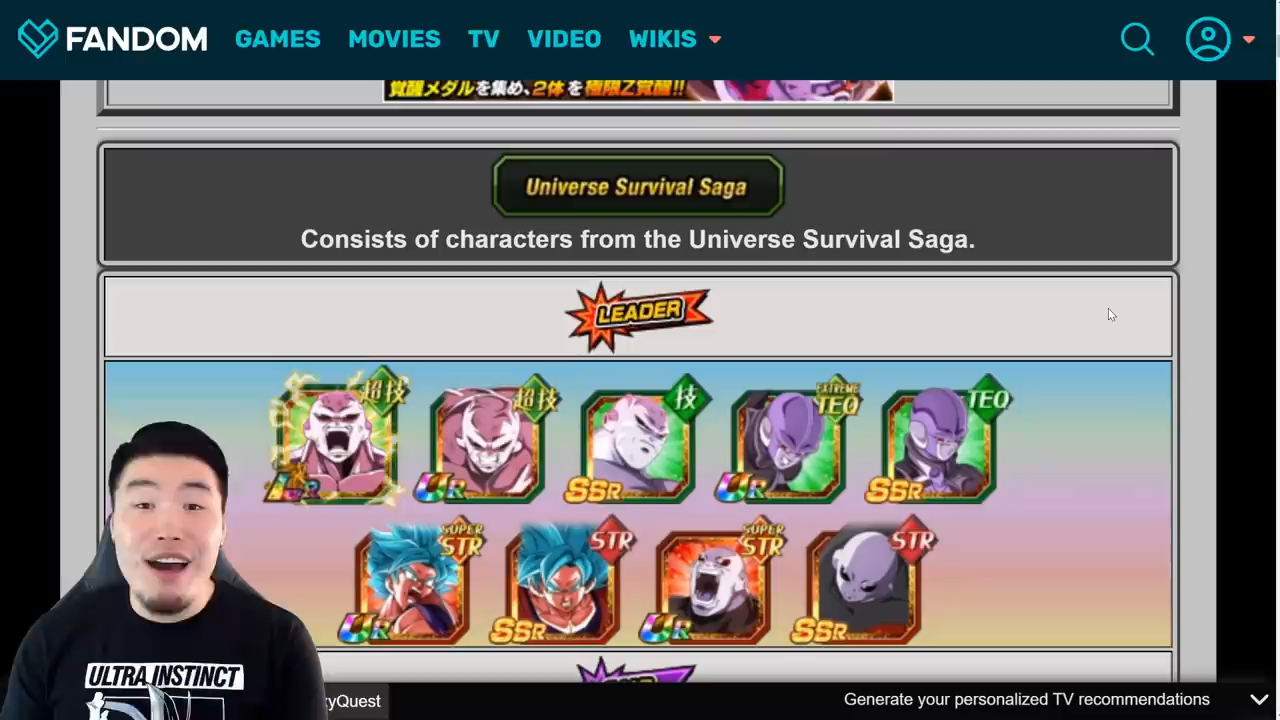 FANDOM GAMES MOVIES TV VIDEO WIKIS
覚醒メダルを集め、2体を極限Z覚醒!!
Universe Survival Saga
Consists of characters from the Universe Survival Saga.
LEADER
超技 超技 技 EXTREME TEQ TEQ
LR UR SSR UR SSR
SUPER STR STR SUPER STR STR
UR SSR UR SSR
ULTRA INSTINCT
yQuest
Generate your personalized TV recommendations